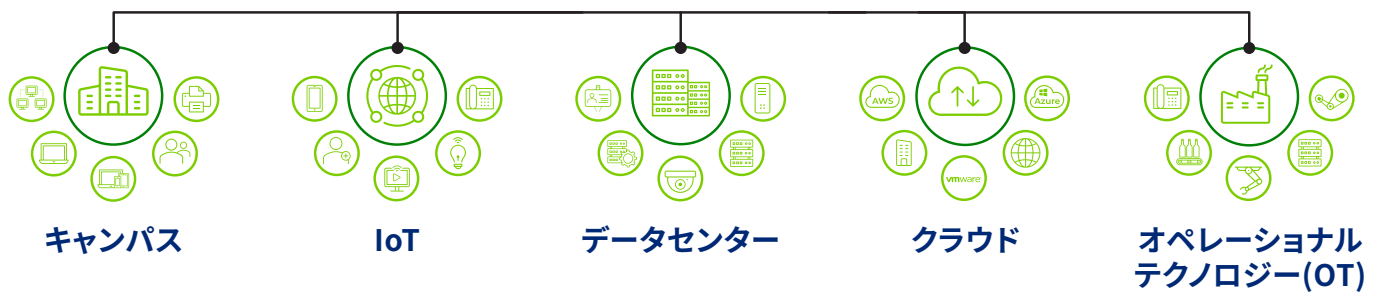 AWS
Azure
vmware
キャンパス
IoT
データセンター
クラウド
オペレーショナル
テクノロジー(OT)